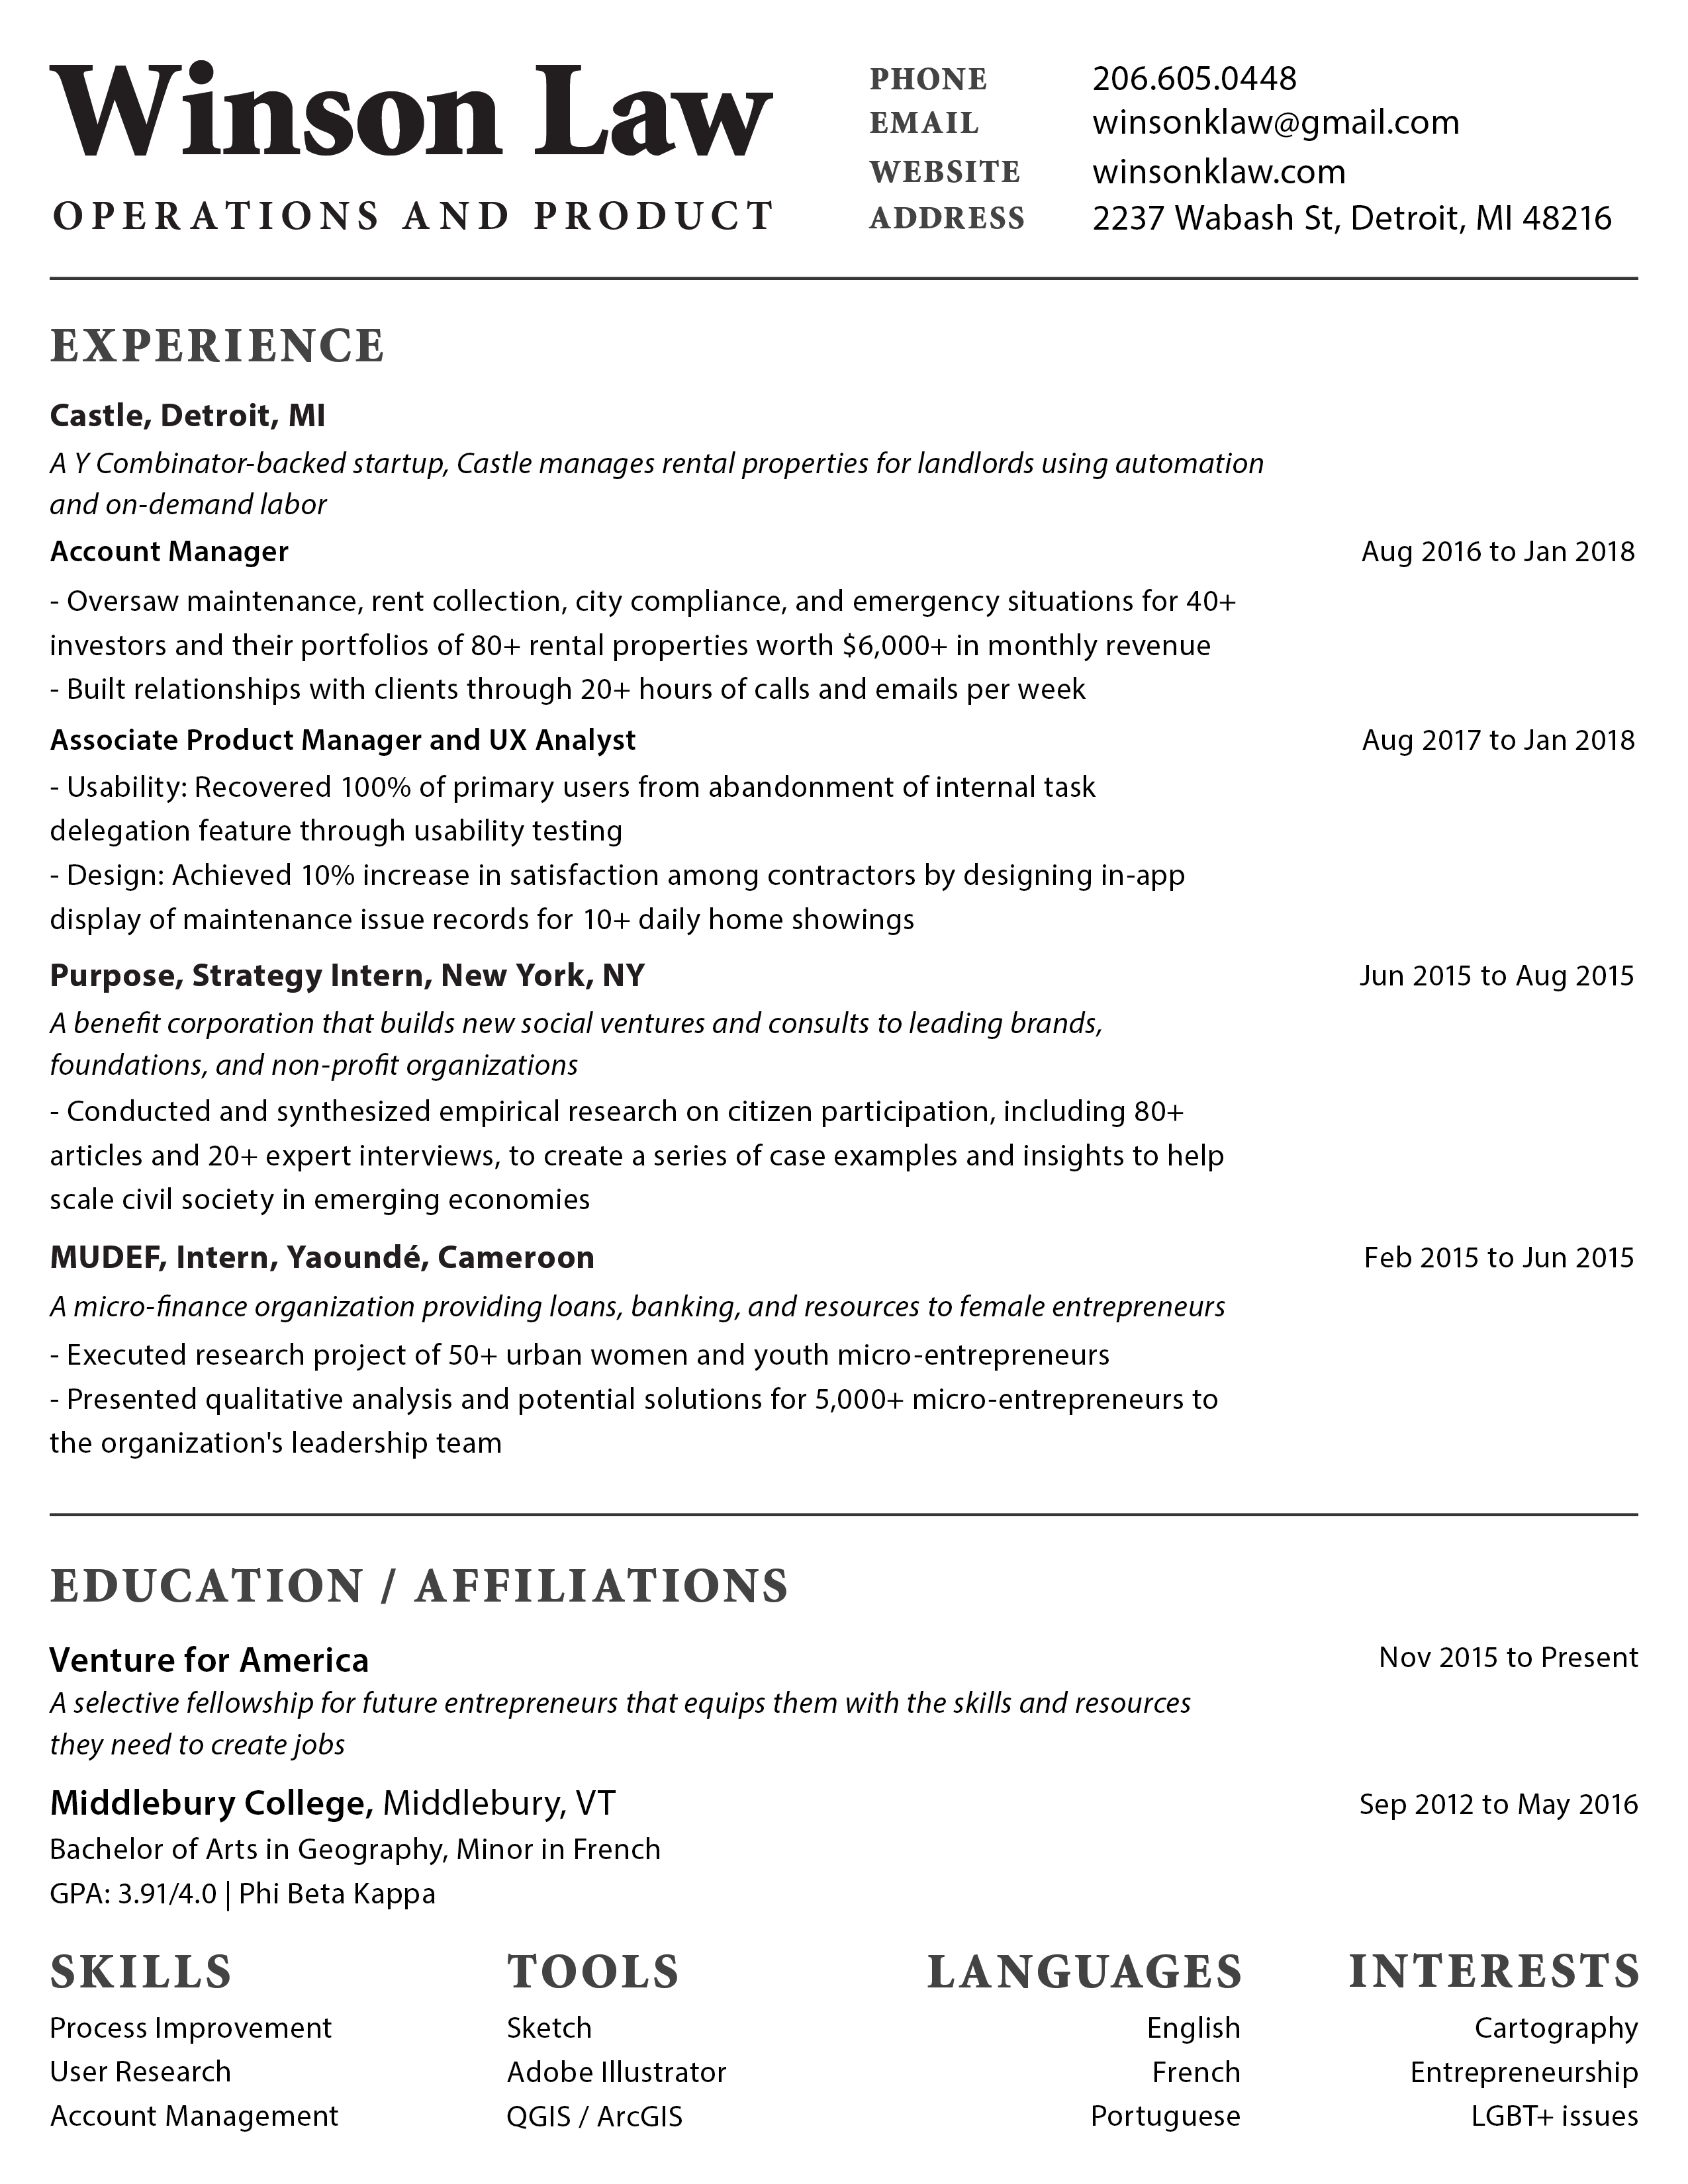 Winson Law
OPERATIONS AND PRODUCT
PHONE 206.605.0448
EMAIL winsonklaw@gmail.com
WEBSITE winsonklaw.com
ADDRESS 2237 Wabash St, Detroit, MI 48216
EXPERIENCE
Castle, Detroit, MI
A Y Combinator-backed startup, Castle manages rental properties for landlords using automation
and on-demand labor
Account Manager Aug 2016 to Jan 2018
- Oversaw maintenance, rent collection, city compliance, and emergency situations for 40+
investors and their portfolios of 80+ rental properties worth $6,000+ in monthly revenue
- Built relationships with clients through 20+ hours of calls and emails per week
Associate Product Manager and UX Analyst Aug 2017 to Jan 2018
- Usability: Recovered 100% of primary users from abandonment of internal task
delegation feature through usability testing
- Design: Achieved 10% increase in satisfaction among contractors by designing in-app
display of maintenance issue records for 10+ daily home showings
Purpose, Strategy Intern, New York, NY Jun 2015 to Aug 2015
A benefit corporation that builds new social ventures and consults to leading brands,
foundations, and non-profit organizations
- Conducted and synthesized empirical research on citizen participation, including 80+
articles and 20+ expert interviews, to create a series of case examples and insights to help
scale civil society in emerging economies
MUDEF, Intern, Yaoundé, Cameroon Feb 2015 to Jun 2015
A micro-finance organization providing loans, banking, and resources to female entrepreneurs
- Executed research project of 50+ urban women and youth micro-entrepreneurs
- Presented qualitative analysis and potential solutions for 5,000+ micro-entrepreneurs to
the organization's leadership team
EDUCATION / AFFILIATIONS
Venture for America Nov 2015 to Present
A selective fellowship for future entrepreneurs that equips them with the skills and resources
they need to create jobs
Middlebury College, Middlebury, VT Sep 2012 to May 2016
Bachelor of Arts in Geography, Minor in French
GPA: 3.91/4.0 | Phi Beta Kappa
SKILLS
Process Improvement
User Research
Account Management
TOOLS
Sketch
Adobe Illustrator
QGIS / ArcGIS
LANGUAGES
English
French
Portuguese
INTERESTS
Cartography
Entrepreneurship
LGBT+ issues